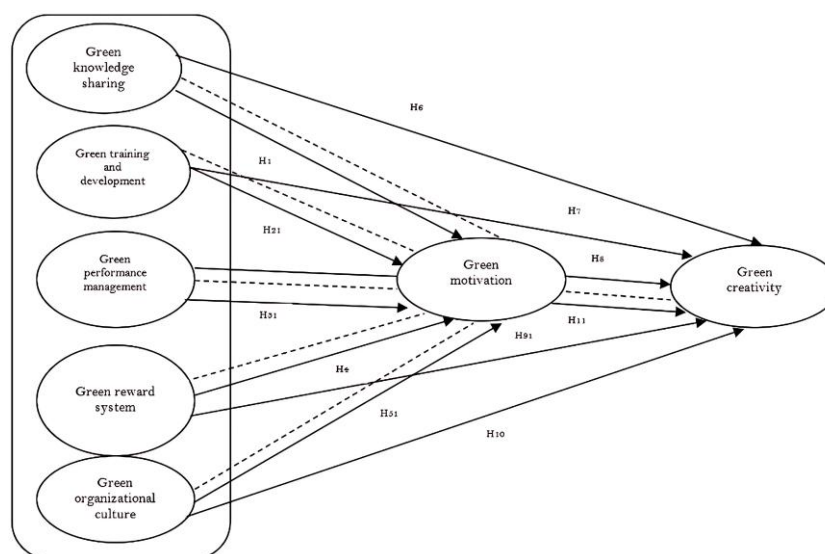 Green
knowledge
sharing
H6
Green training
and
development
H1
H7
H21
Green
performance
management
Green
motivation
H8
Green
creativity
H31
H11
H91
Green reward
system
H4
H51
H10
Green
organizational
culture